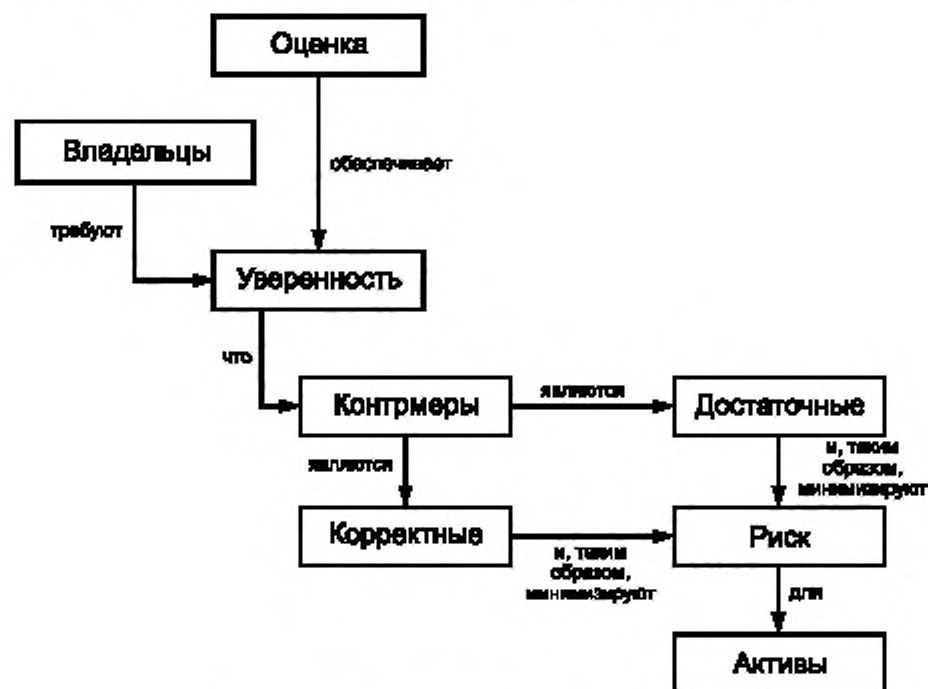 Оценка
Владельцы
обеспечивает
требуют
Уверенность
что
Контрмеры
являются
Достаточные
являются
и, таким
образом,
минимизируют
Корректные
и, таким
образом,
минимизируют
Риск
для
Активы